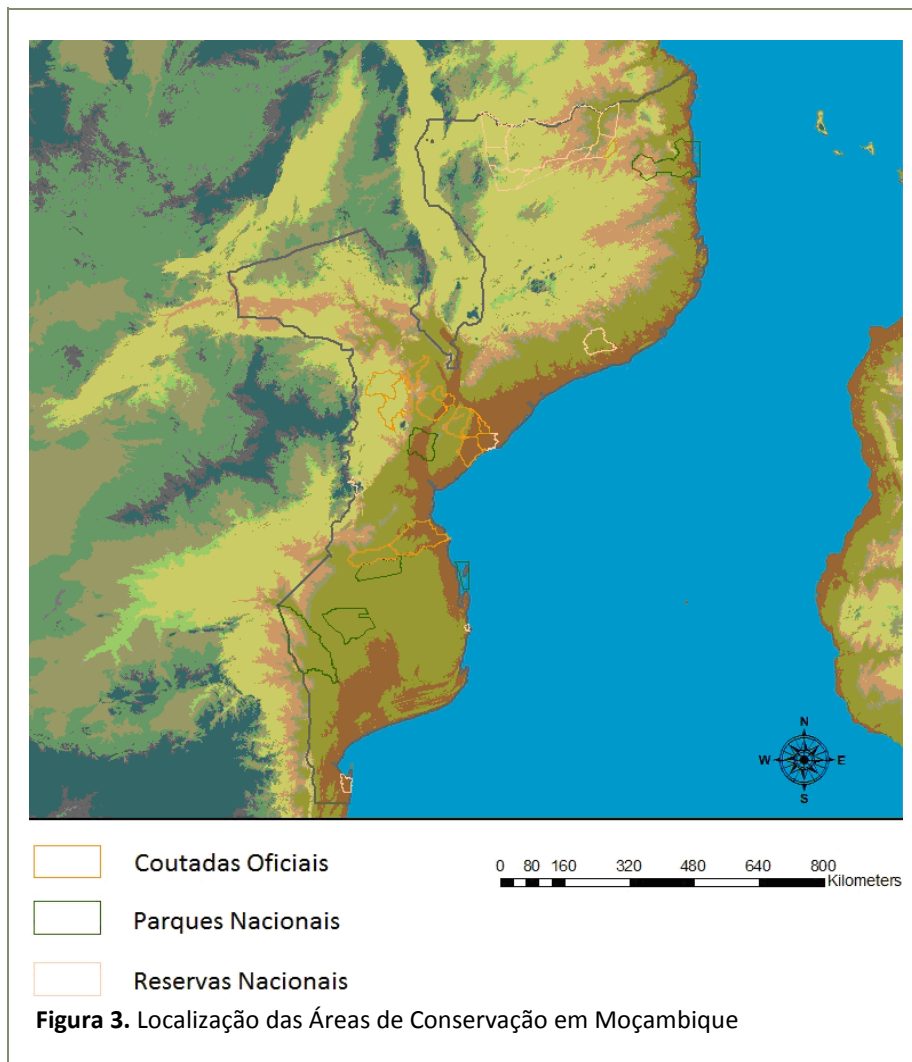 N
W E
S
Coutadas Oficiais
0 80 160 320 480 640 800
Kilometers
Parques Nacionais
Reservas Nacionais
Figura 3. Localização das Áreas de Conservação em Moçambique